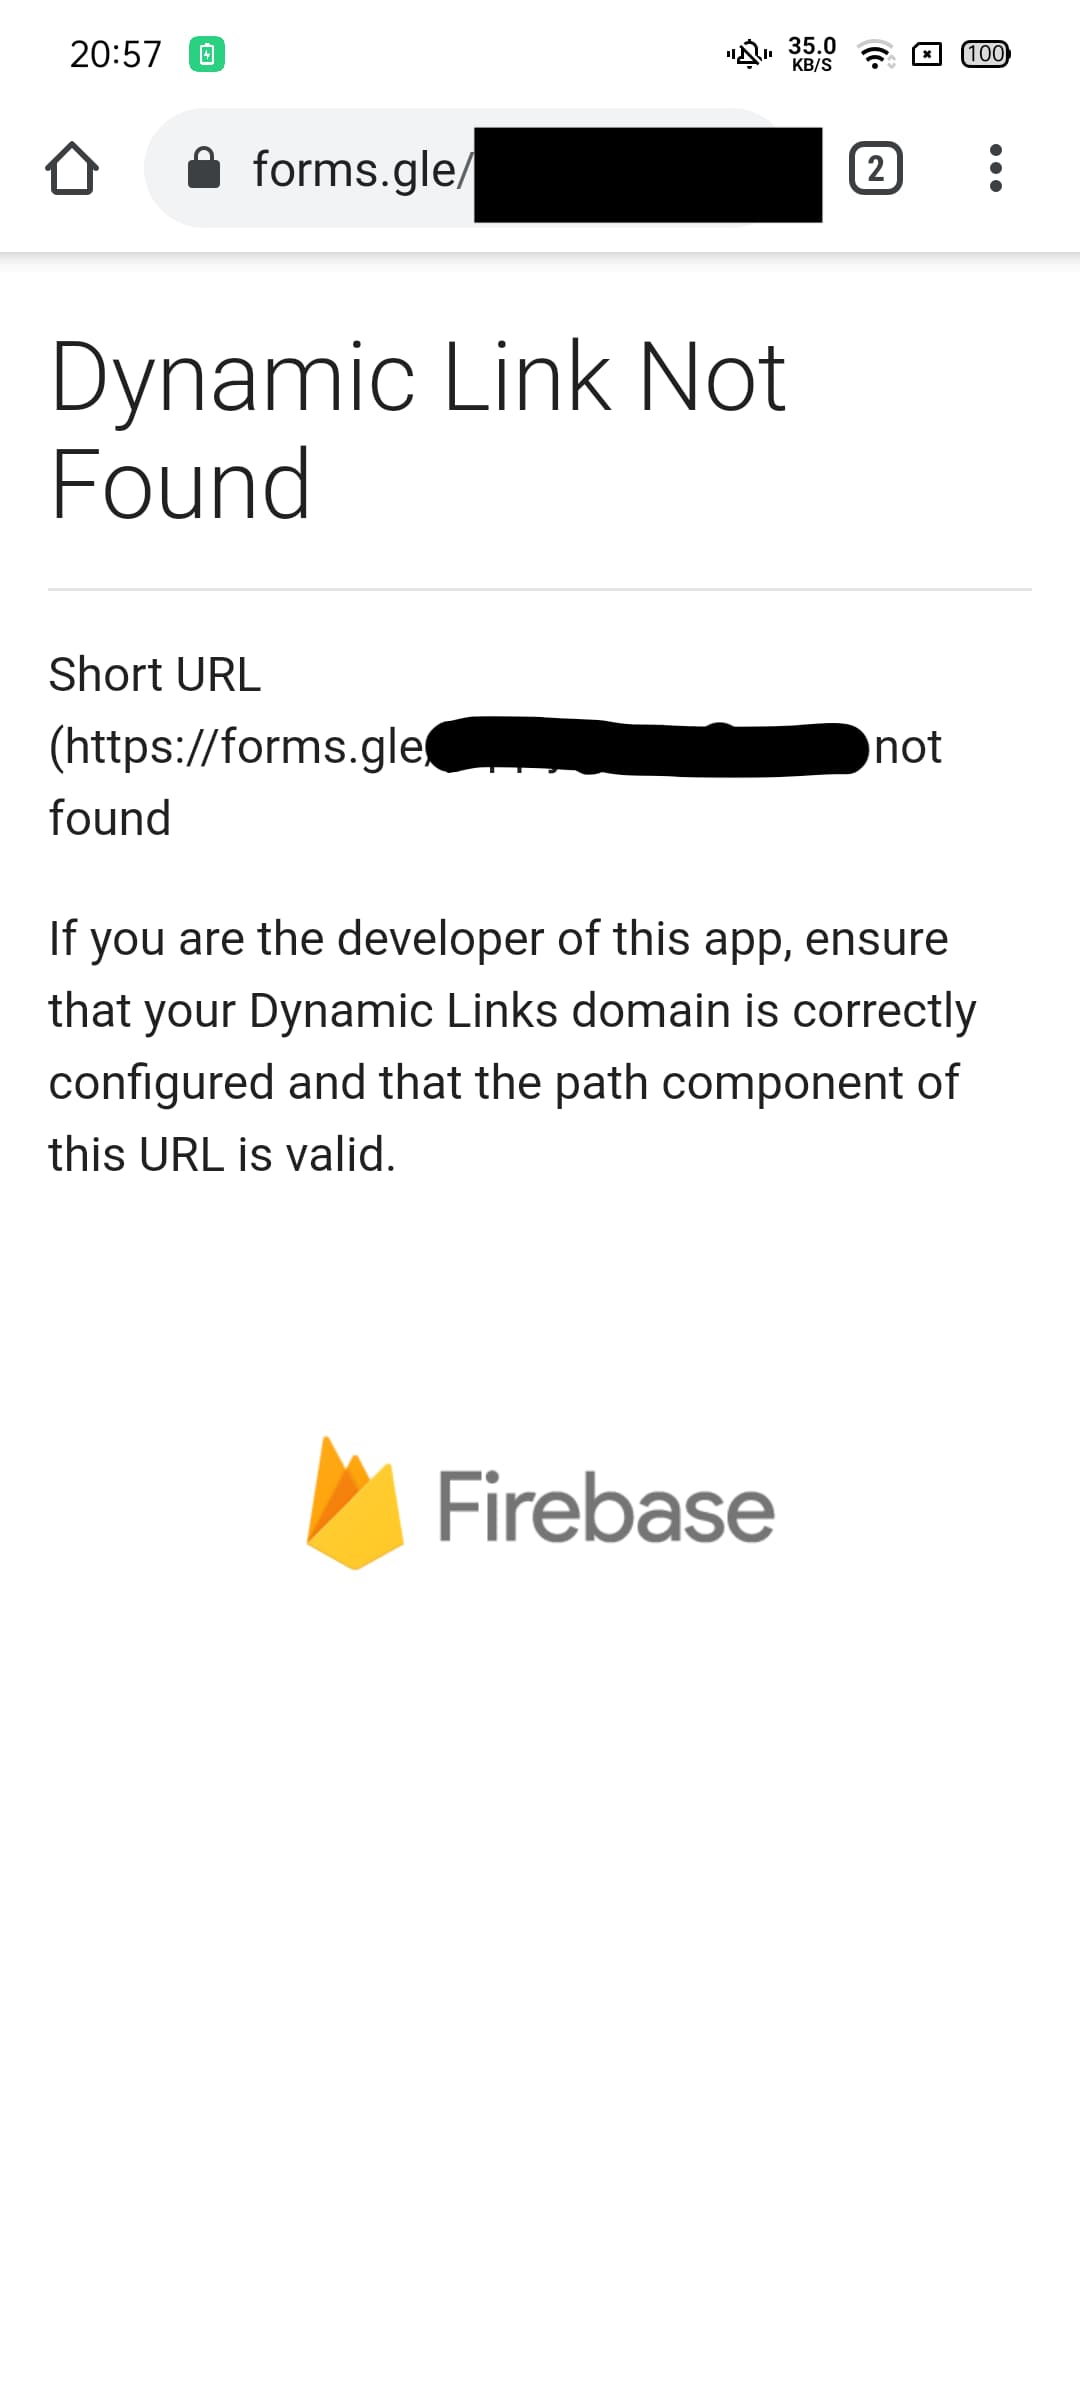 20:57
35.0
KB/S
100
forms.gle/
2
Dynamic Link Not
Found
Short URL
(https://forms.gle not
found
If you are the developer of this app, ensure
that your Dynamic Links domain is correctly
configured and that the path component of
this URL is valid.
Firebase